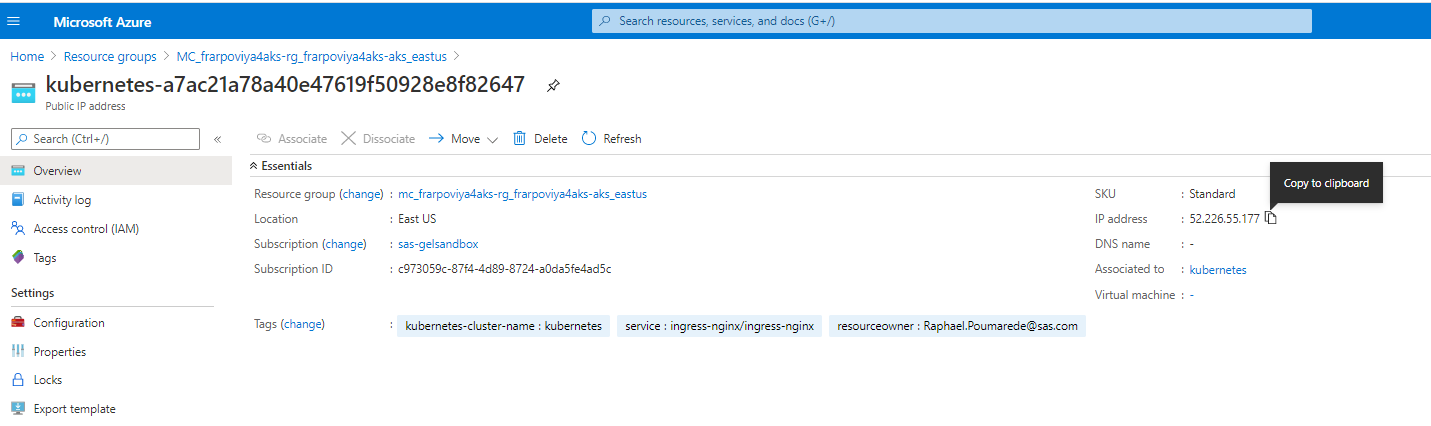 Microsoft Azure
Search resources, services, and docs (G+/)
Home > Resource groups > MC_frarpoviya4aks-rg_frarpoviya4aks-aks_eastus >
kubernetes-a7ac21a78a40e47619f50928e8f82647
Public IP address
Search (Ctrl+/) «
Overview
Activity log
Access control (IAM)
Tags
Settings
Configuration
Properties
Locks
Export template
Associate Dissociate Move Delete Refresh
Essentials
Resource group (change) : mc_frarpoviya4aks-rg_frarpoviya4aks-aks_eastus
Location : East US
Subscription (change) : sas-gelsandbox
Subscription ID : c973059c-87f4-4d89-8724-a0da5fe4ad5c
Tags (change) : kubernetes-cluster-name : kubernetes service : ingress-nginx/ingress-nginx resourceowner : Raphael.Poumarede@sas.com
Copy to clipboard
SKU : Standard
IP address : 52.226.55.177
DNS name : -
Associated to : kubernetes
Virtual machine : -